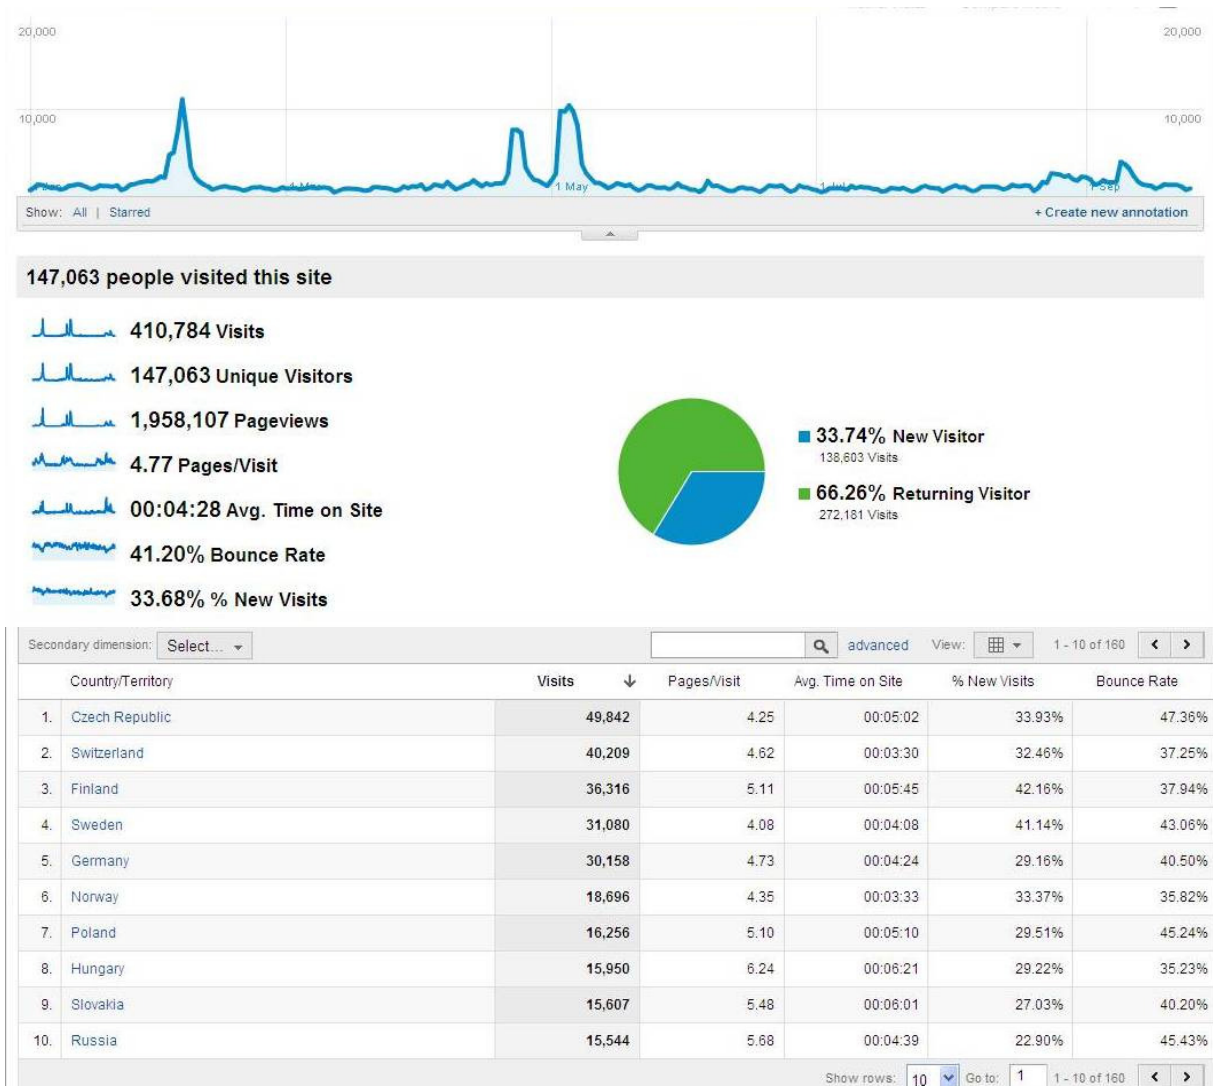 20,000 20,000
10,000 10,000
1 May
1 Jul
1 Sep
Show: All | Starred + Create new annotation
147,063 people visited this site
410,784 Visits
147,063 Unique Visitors
1,958,107 Pageviews
4.77 Pages/Visit
00:04:28 Avg. Time on Site
41.20% Bounce Rate
33.68% % New Visits
33.74% New Visitor
138,603 Visits
66.26% Returning Visitor
272,181 Visits
Secondary dimension: Select... advanced View: 1 - 10 of 160
Country/Territory Visits Pages/Visit Avg. Time on Site % New Visits Bounce Rate
1. Czech Republic 49,842 4.25 00:05:02 33.93% 47.36%
2. Switzerland 40,209 4.62 00:03:30 32.46% 37.25%
3. Finland 36,316 5.11 00:05:45 42.16% 37.94%
4. Sweden 31,080 4.08 00:04:08 41.14% 43.06%
5. Germany 30,158 4.73 00:04:24 29.16% 40.50%
6. Norway 18,696 4.35 00:03:33 33.37% 35.82%
7. Poland 16,256 5.10 00:05:10 29.51% 45.24%
8. Hungary 15,950 6.24 00:06:21 29.22% 35.23%
9. Slovakia 15,607 5.48 00:06:01 27.03% 40.20%
10. Russia 15,544 5.68 00:04:39 22.90% 45.43%
Show rows: 10 Go to: 1 1 - 10 of 160